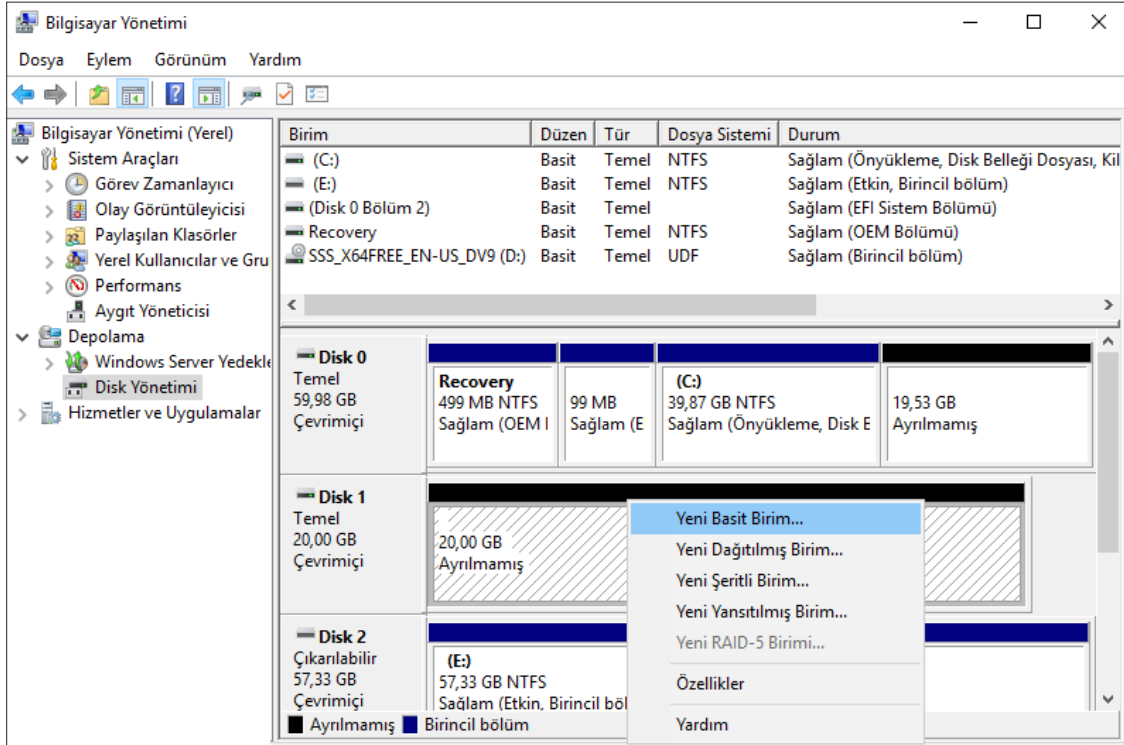 Bilgisayar Yönetimi
Dosya Eylem Görünüm Yardım
Bilgisayar Yönetimi (Yerel)
Sistem Araçları
Görev Zamanlayıcı
Olay Görüntüleyicisi
Paylaşılan Klasörler
Yerel Kullanıcılar ve Gru
Performans
Aygıt Yöneticisi
Depolama
Windows Server Yedekle
Disk Yönetimi
Hizmetler ve Uygulamalar
Birim Düzen Tür Dosya Sistemi Durum
(C:) Basit Temel NTFS Sağlam (Önyükleme, Disk Belleği Dosyası, Kil
(E:) Basit Temel NTFS Sağlam (Etkin, Birincil bölüm)
(Disk 0 Bölüm 2) Basit Temel Sağlam (EFI Sistem Bölümü)
Recovery Basit Temel NTFS Sağlam (OEM Bölümü)
SSS_X64FREE_EN-US_DV9 (D:) Basit Temel UDF Sağlam (Birincil bölüm)
Disk 0
Temel
59,98 GB
Çevrimiçi
Recovery
499 MB NTFS
Sağlam (OEM I
99 MB
Sağlam (E
(C:)
39,87 GB NTFS
Sağlam (Önyükleme, Disk E
19,53 GB
Ayrılmamış
Disk 1
Temel
20,00 GB
Çevrimiçi
20,00 GB
Ayrılmamış
Yeni Basit Birim...
Yeni Dağıtılmış Birim...
Yeni Şeritli Birim...
Yeni Yansıtılmış Birim...
Yeni RAID-5 Birimi...
Özellikler
Yardım
Disk 2
Çıkarılabilir
57,33 GB
Çevrimiçi
(E:)
57,33 GB NTFS
Sağlam (Etkin, Birincil böl
Ayrılmamış Birincil bölüm